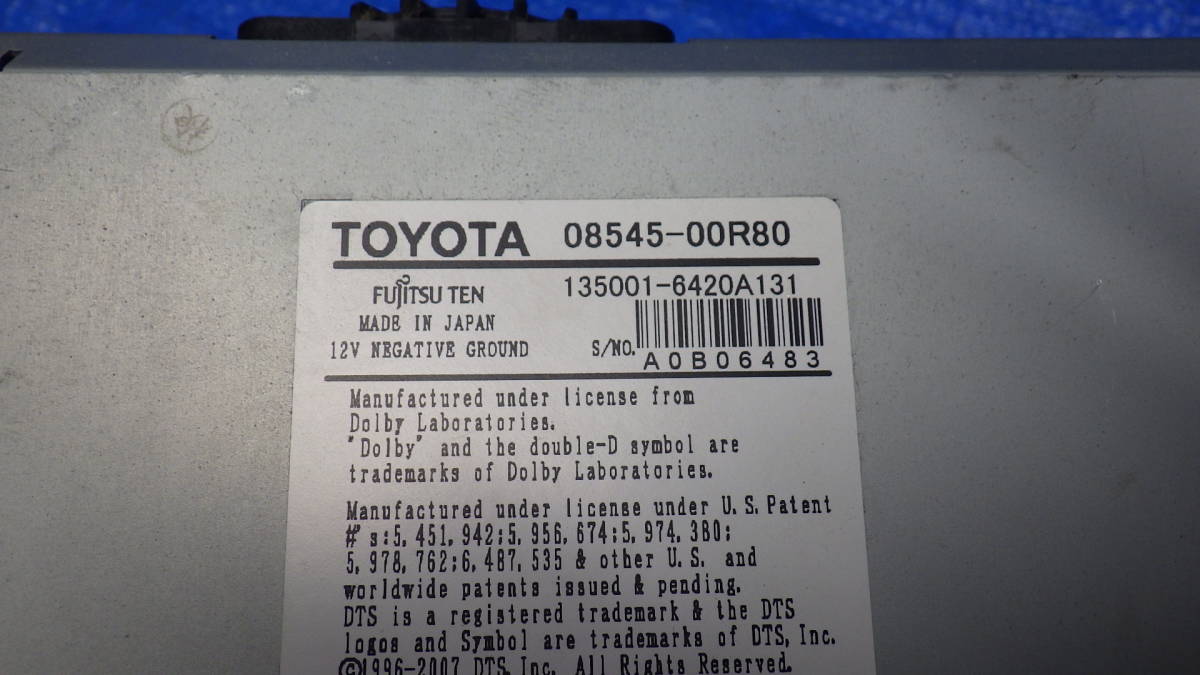 TOYOTA 08545-00R80
FUJITSU TEN 135001-6420A131
MADE IN JAPAN
12V NEGATIVE GROUND S/NO. A0B06483
Manufactured under license from
Dolby Laboratories.
"Dolby" and the double-D symbol are
trademarks of Dolby Laboratories.
Manufactured under license under U.S. Patent
#'s:5,451,942;5,956,674;5,974,380;
5,978,762;6,487,535 & other U.S. and
worldwide patents issued & pending.
DTS is a registered trademark & the DTS
logos and Symbol are trademarks of DTS, Inc.
©1996-2007 DTS, Inc. All Rights Reserved.